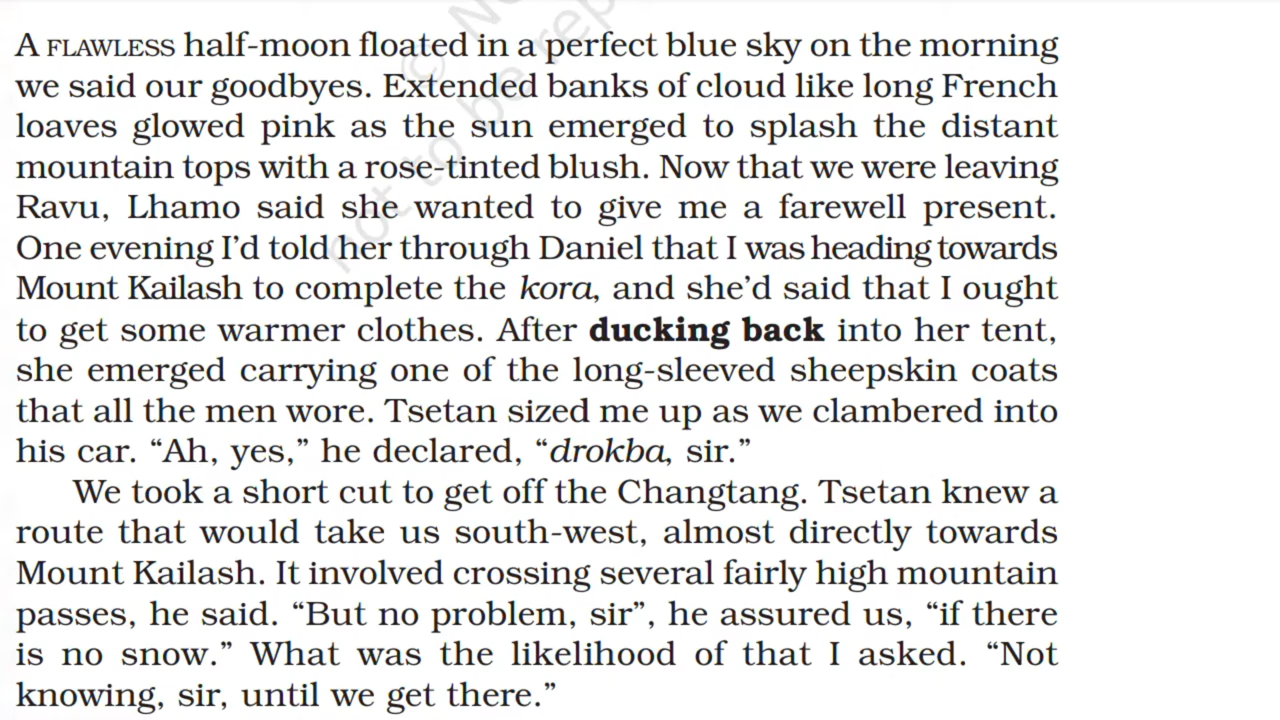 A FLAWLESS half-moon floated in a perfect blue sky on the morning
we said our goodbyes. Extended banks of cloud like long French
loaves glowed pink as the sun emerged to splash the distant
mountain tops with a rose-tinted blush. Now that we were leaving
Ravu, Lhamo said she wanted to give me a farewell present.
One evening I’d told her through Daniel that I was heading towards
Mount Kailash to complete the kora, and she’d said that I ought
to get some warmer clothes. After ducking back into her tent,
she emerged carrying one of the long-sleeved sheepskin coats
that all the men wore. Tsetan sized me up as we clambered into
his car. “Ah, yes,” he declared, “drokba, sir.”
We took a short cut to get off the Changtang. Tsetan knew a
route that would take us south-west, almost directly towards
Mount Kailash. It involved crossing several fairly high mountain
passes, he said. “But no problem, sir”, he assured us, “if there
is no snow.” What was the likelihood of that I asked. “Not
knowing, sir, until we get there.”
not to be rep